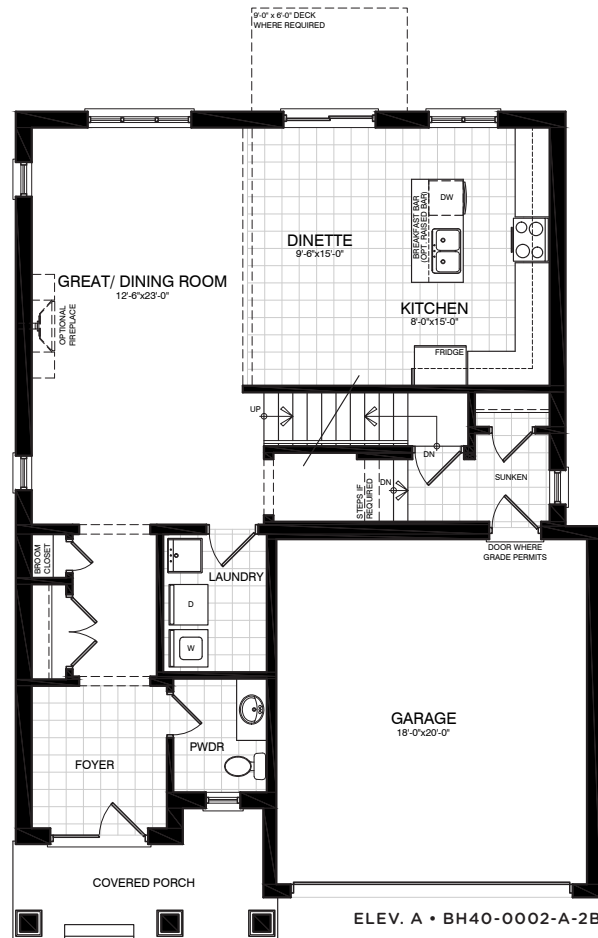 9'-0" x 6'-0" DECK
WHERE REQUIRED
DW
BREAKFAST BAR
(OPT. RAISED BAR)
DINETTE
9'-6"x15'-0"
GREAT/ DINING ROOM
12'-6"x23'-0"
OPTIONAL
FIREPLACE
KITCHEN
8'-0"x15'-0"
FRIDGE
UP
DN
SUNKEN
DN
STEPS IF
REQUIRED
DOOR WHERE
GRADE PERMITS
BROOM
CLOSET
LAUNDRY
D
W
GARAGE
18'-0"x20'-0"
PWDR
FOYER
COVERED PORCH
ELEV. A • BH40-0002-A-2B